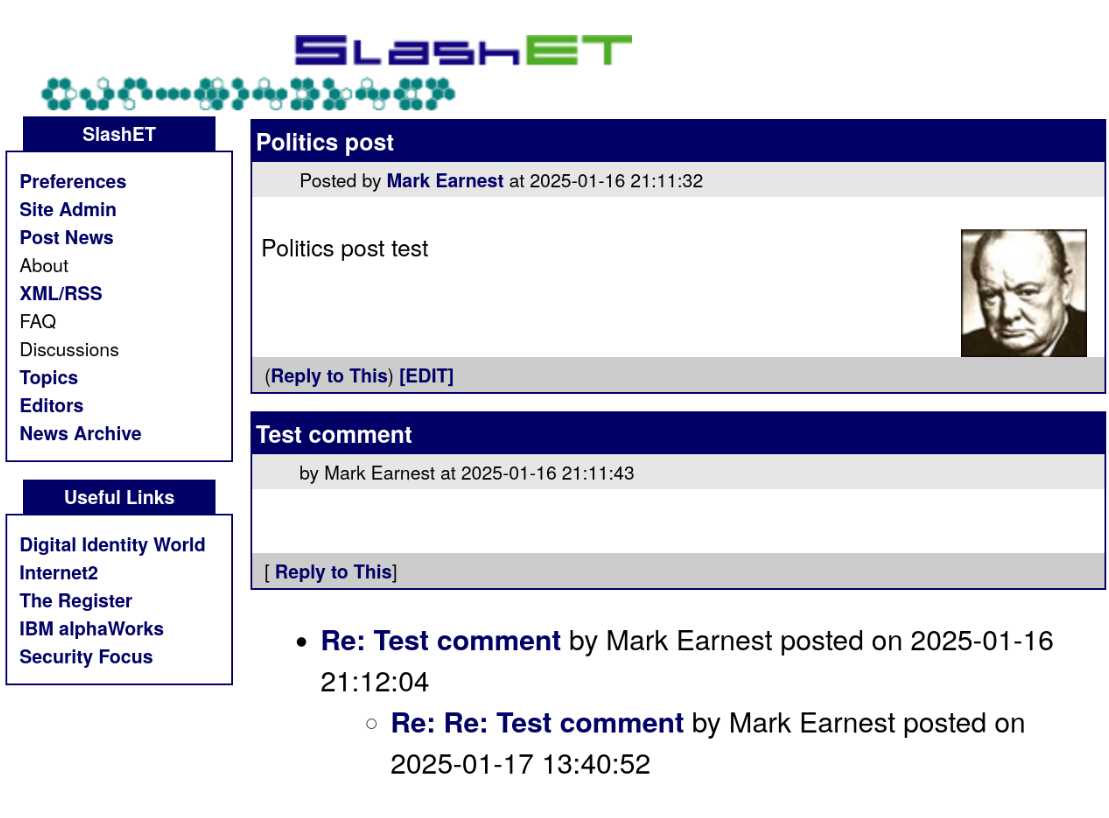 SlashET
SlashET
Preferences
Site Admin
Post News
About
XML/RSS
FAQ
Discussions
Topics
Editors
News Archive
Useful Links
Digital Identity World
Internet2
The Register
IBM alphaWorks
Security Focus
Politics post
Posted by Mark Earnest at 2025-01-16 21:11:32
Politics post test
(Reply to This) [EDIT]
Test comment
by Mark Earnest at 2025-01-16 21:11:43
[ Reply to This]
• Re: Test comment by Mark Earnest posted on 2025-01-16
21:12:04
◦ Re: Re: Test comment by Mark Earnest posted on
2025-01-17 13:40:52